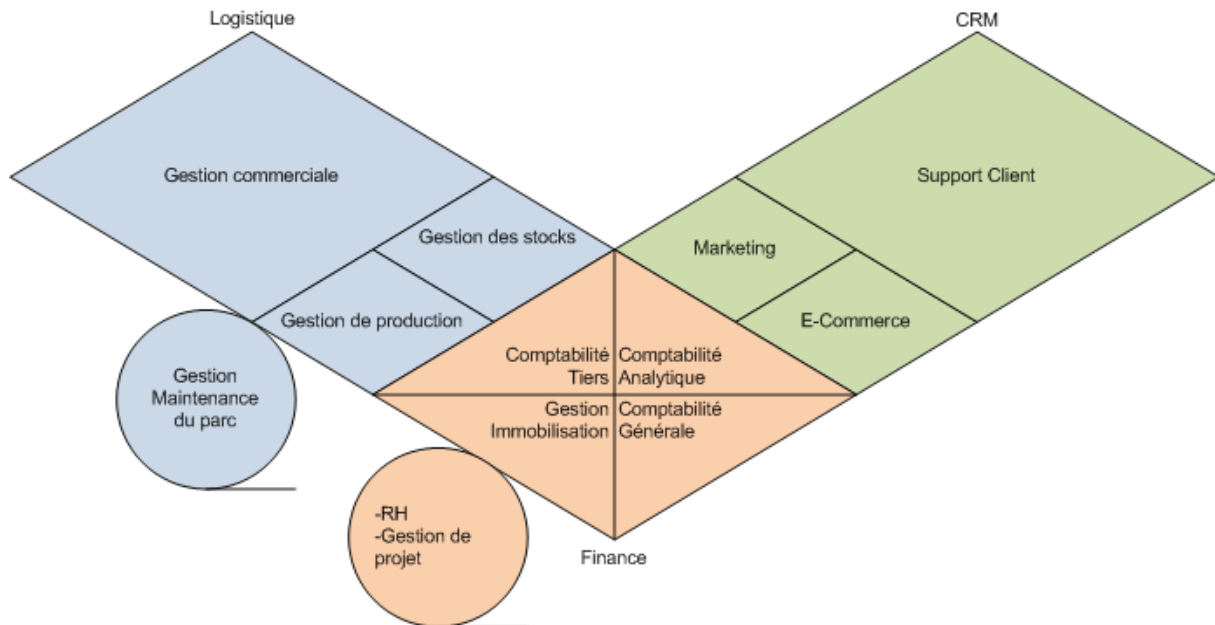 Logistique
CRM
Gestion commerciale
Support Client
Gestion des stocks
Marketing
Gestion de production
E-Commerce
Comptabilité
Tiers
Comptabilité
Analytique
Gestion
Immobilisation
Comptabilité
Générale
Gestion
Maintenance
du parc
-RH
-Gestion de
projet
Finance